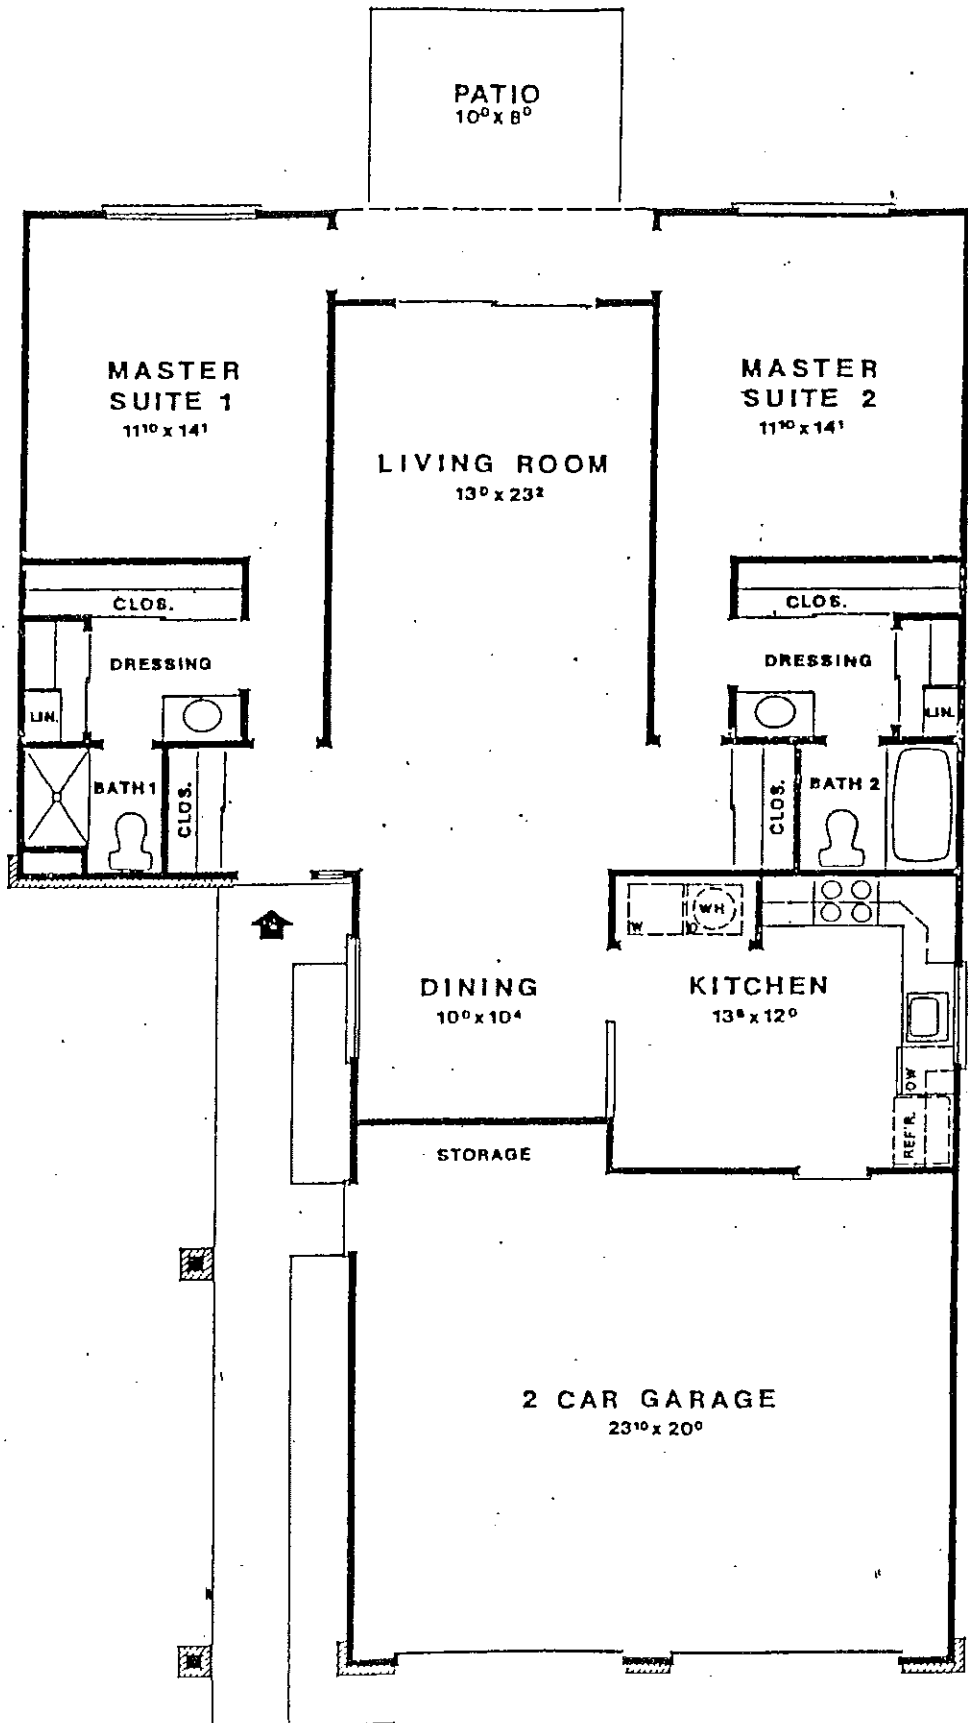 PATIO
10⁰ x 8⁰
MASTER
SUITE 1
11¹⁰ x 14¹
MASTER
SUITE 2
11¹⁰ x 14¹
LIVING ROOM
13⁰ x 23²
CLOS.
CLOS.
DRESSING
DRESSING
LIN.
LIN.
BATH 1
CLOS.
CLOS.
BATH 2
W
D
WH
DINING
10⁰ x 10⁴
KITCHEN
13⁸ x 12⁰
DW
REF'R.
STORAGE
2 CAR GARAGE
23¹⁰ x 20⁰